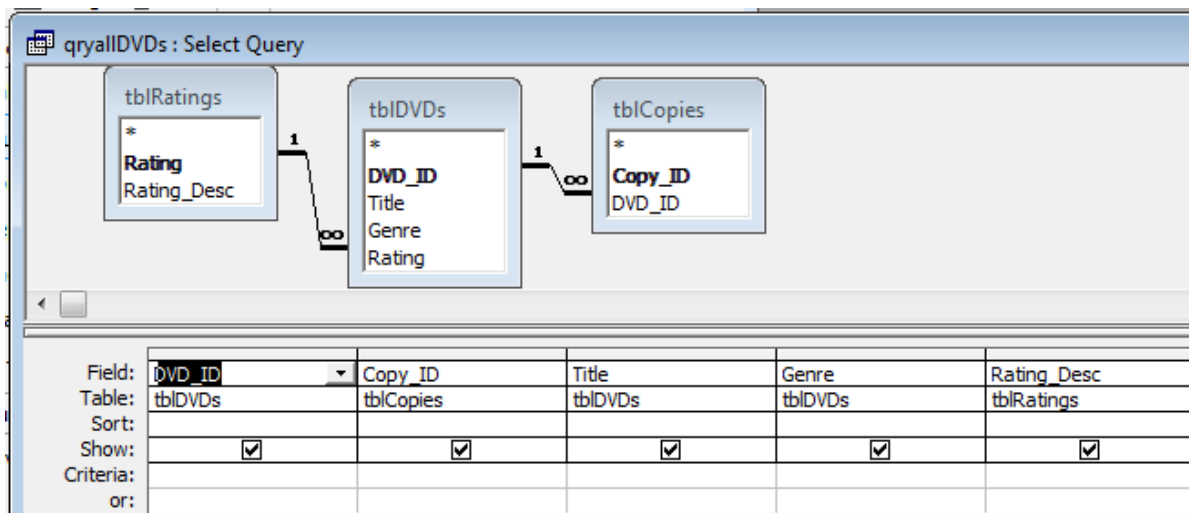 qryallDVDs : Select Query
tblRatings
*
Rating
Rating_Desc
1
∞
tblDVDs
*
DVD_ID
Title
Genre
Rating
1
∞
tblCopies
*
Copy_ID
DVD_ID
Field: DVD_ID Copy_ID Title Genre Rating_Desc
Table: tblDVDs tblCopies tblDVDs tblDVDs tblRatings
Sort:
Show:
Criteria:
or: